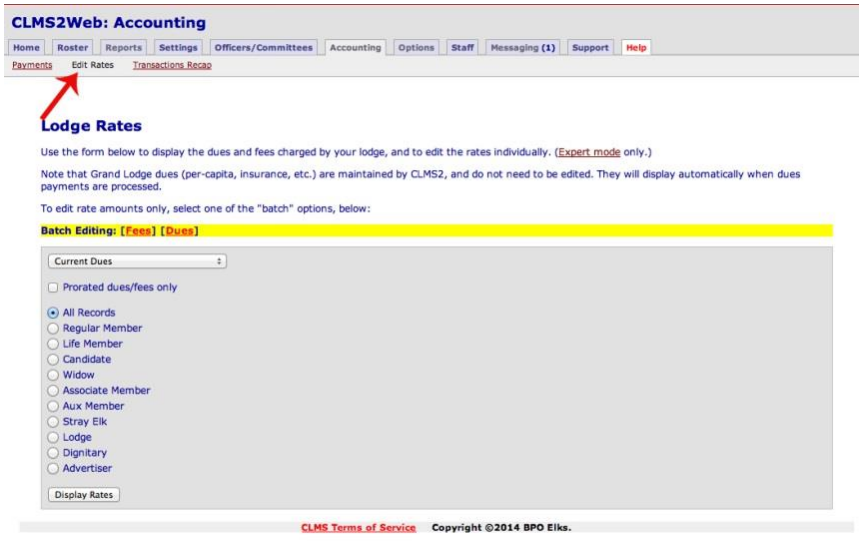 CLMS2Web: Accounting
Home Roster Reports Settings Officers/Committees Accounting Options Staff Messaging (1) Support Help
Payments Edit Rates Transactions Recap
Lodge Rates
Use the form below to display the dues and fees charged by your lodge, and to edit the rates individually. (Expert mode only.)
Note that Grand Lodge dues (per-capita, insurance, etc.) are maintained by CLMS2, and do not need to be edited. They will display automatically when dues
payments are processed.
To edit rate amounts only, select one of the "batch" options, below:
Batch Editing: [Fees] [Dues]
Current Dues
Prorated dues/fees only
All Records
Regular Member
Life Member
Candidate
Widow
Associate Member
Aux Member
Stray Elk
Lodge
Dignitary
Advertiser
Display Rates
CLMS Terms of Service Copyright ©2014 BPO Elks.